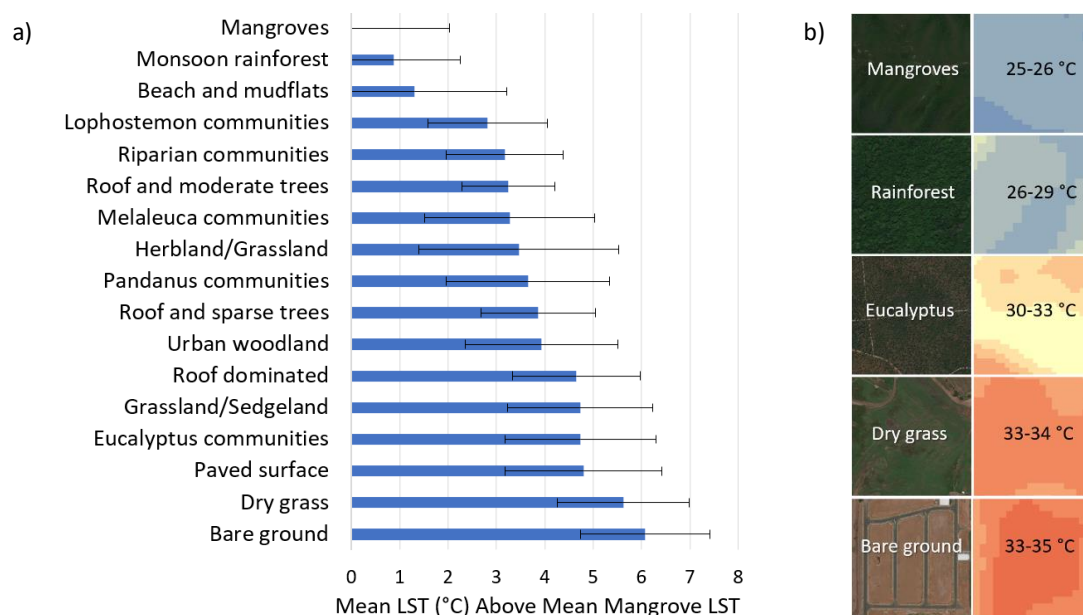 a)
Mangroves
Monsoon rainforest
Beach and mudflats
Lophostemon communities
Riparian communities
Roof and moderate trees
Melaleuca communities
Herbland/Grassland
Pandanus communities
Roof and sparse trees
Urban woodland
Roof dominated
Grassland/Sedgeland
Eucalyptus communities
Paved surface
Dry grass
Bare ground
0 1 2 3 4 5 6 7 8
Mean LST (°C) Above Mean Mangrove LST
b)
Mangroves 25-26 °C
Rainforest 26-29 °C
Eucalyptus 30-33 °C
Dry grass 33-34 °C
Bare ground 33-35 °C